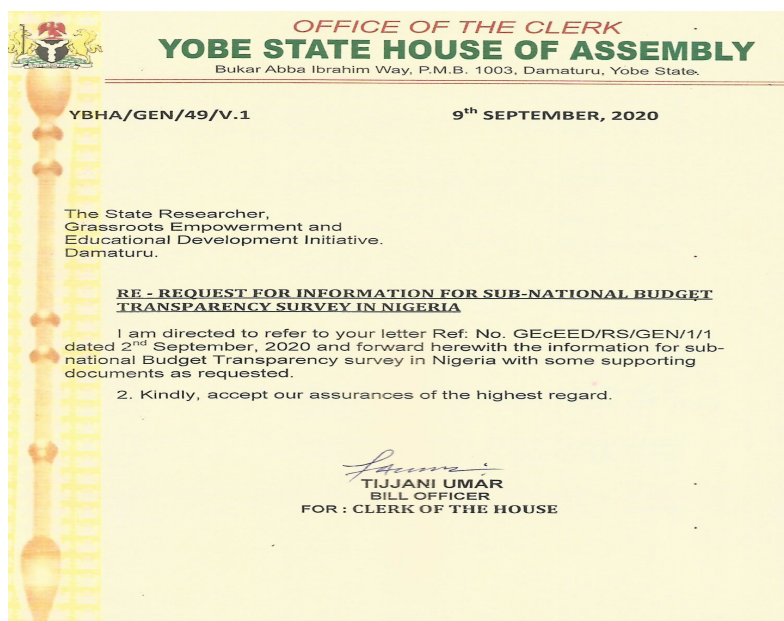 OFFICE OF THE CLERK
YOBE STATE HOUSE OF ASSEMBLY
Bukar Abba Ibrahim Way, P.M.B. 1003, Damaturu, Yobe State.
YBHA/GEN/49/V.1 9th SEPTEMBER, 2020
The State Researcher,
Grassroots Empowerment and
Educational Development Initiative.
Damaturu.
RE - REQUEST FOR INFORMATION FOR SUB-NATIONAL BUDGET
TRANSPARENCY SURVEY IN NIGERIA
I am directed to refer to your letter Ref: No. GEcEED/RS/GEN/1/1
dated 2nd September, 2020 and forward herewith the information for sub-
national Budget Transparency survey in Nigeria with some supporting
documents as requested.
2. Kindly, accept our assurances of the highest regard.
TIJJANI UMAR
BILL OFFICER
FOR : CLERK OF THE HOUSE